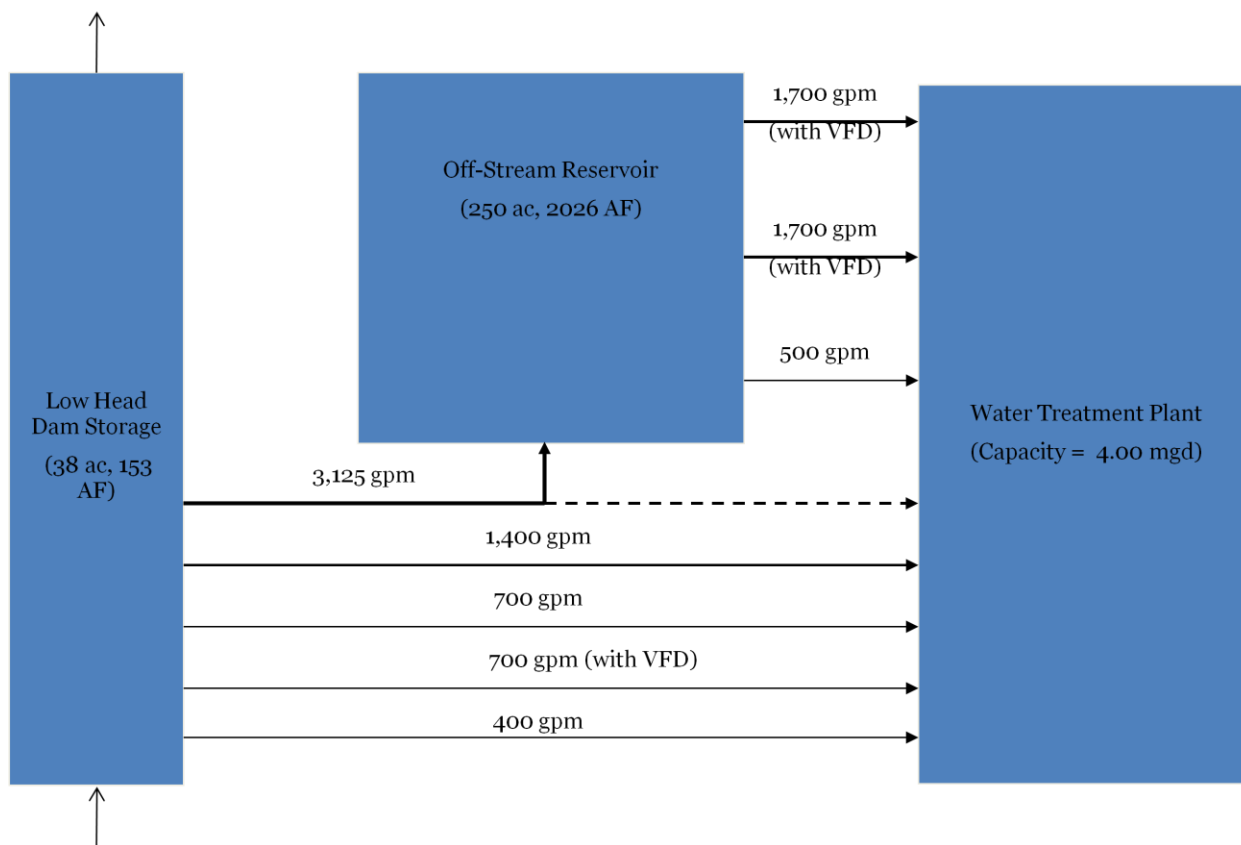 1,700 gpm
(with VFD)
Off-Stream Reservoir
(250 ac, 2026 AF)
1,700 gpm
(with VFD)
500 gpm
Low Head
Dam Storage
(38 ac, 153
AF)
Water Treatment Plant
(Capacity = 4.00 mgd)
3,125 gpm
1,400 gpm
700 gpm
700 gpm (with VFD)
400 gpm